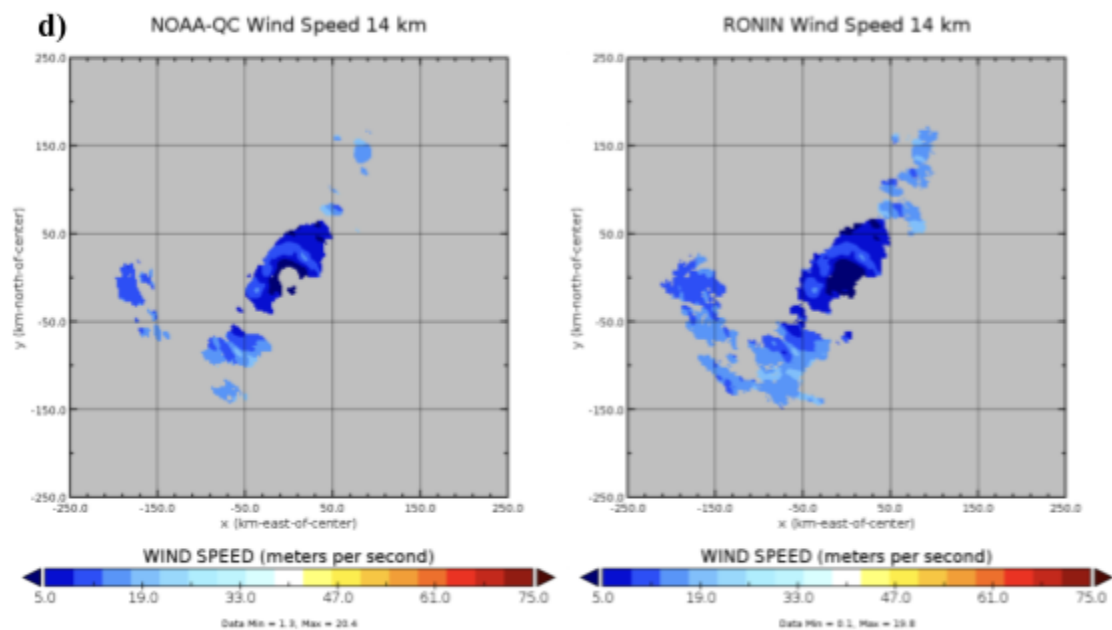 d)
NOAA-QC Wind Speed 14 km
RONIN Wind Speed 14 km
250.0
150.0
50.0
-50.0
-150.0
-250.0
y (km-north-of-center)
-250.0 -150.0 -50.0 50.0 150.0 250.0
x (km-east-of-center)
250.0
150.0
50.0
-50.0
-150.0
-250.0
y (km-north-of-center)
-250.0 -150.0 -50.0 50.0 150.0 250.0
x (km-east-of-center)
WIND SPEED (meters per second)
5.0 19.0 33.0 47.0 61.0 75.0
Data Min = 1.3, Max = 20.4
WIND SPEED (meters per second)
5.0 19.0 33.0 47.0 61.0 75.0
Data Min = 0.1, Max = 19.8